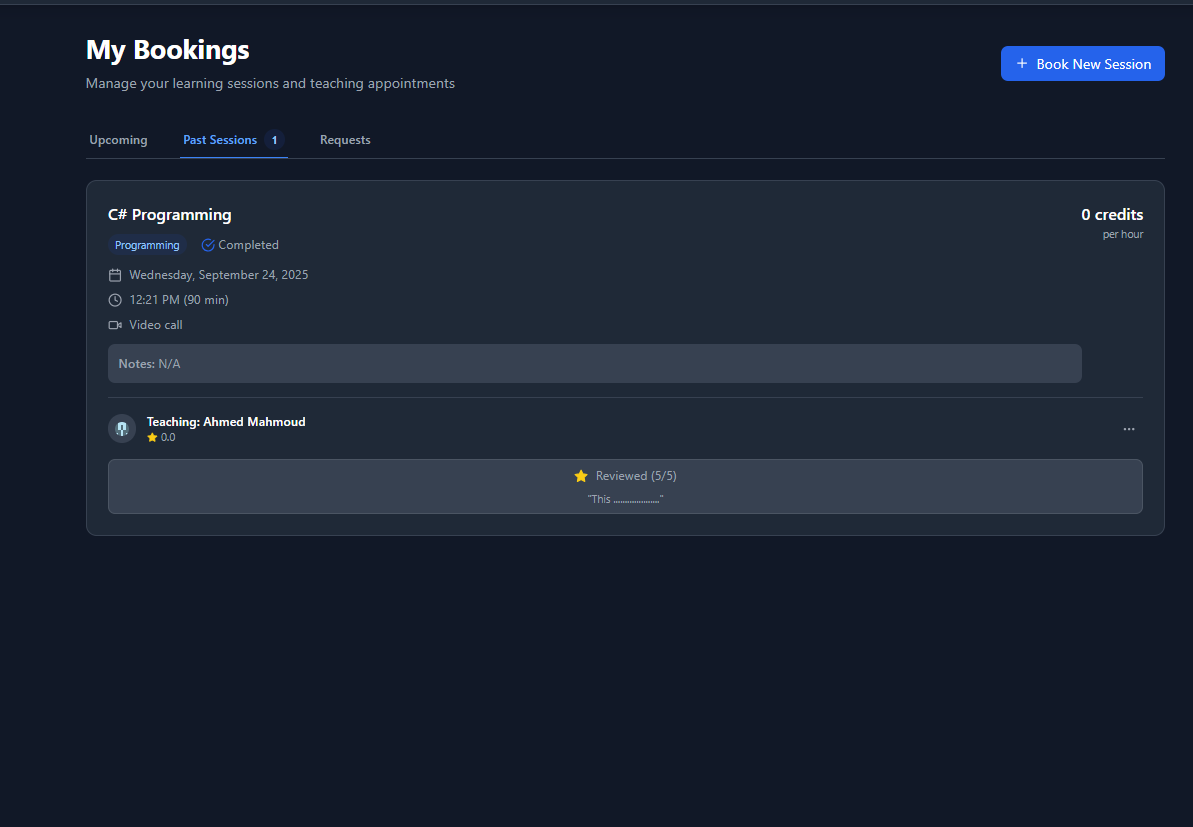 My Bookings
Manage your learning sessions and teaching appointments
+ Book New Session
Upcoming
Past Sessions 1
Requests
C# Programming
0 credits
per hour
Programming
Completed
Wednesday, September 24, 2025
12:21 PM (90 min)
Video call
Notes: N/A
Teaching: Ahmed Mahmoud
0.0
Reviewed (5/5)
"This ...................."